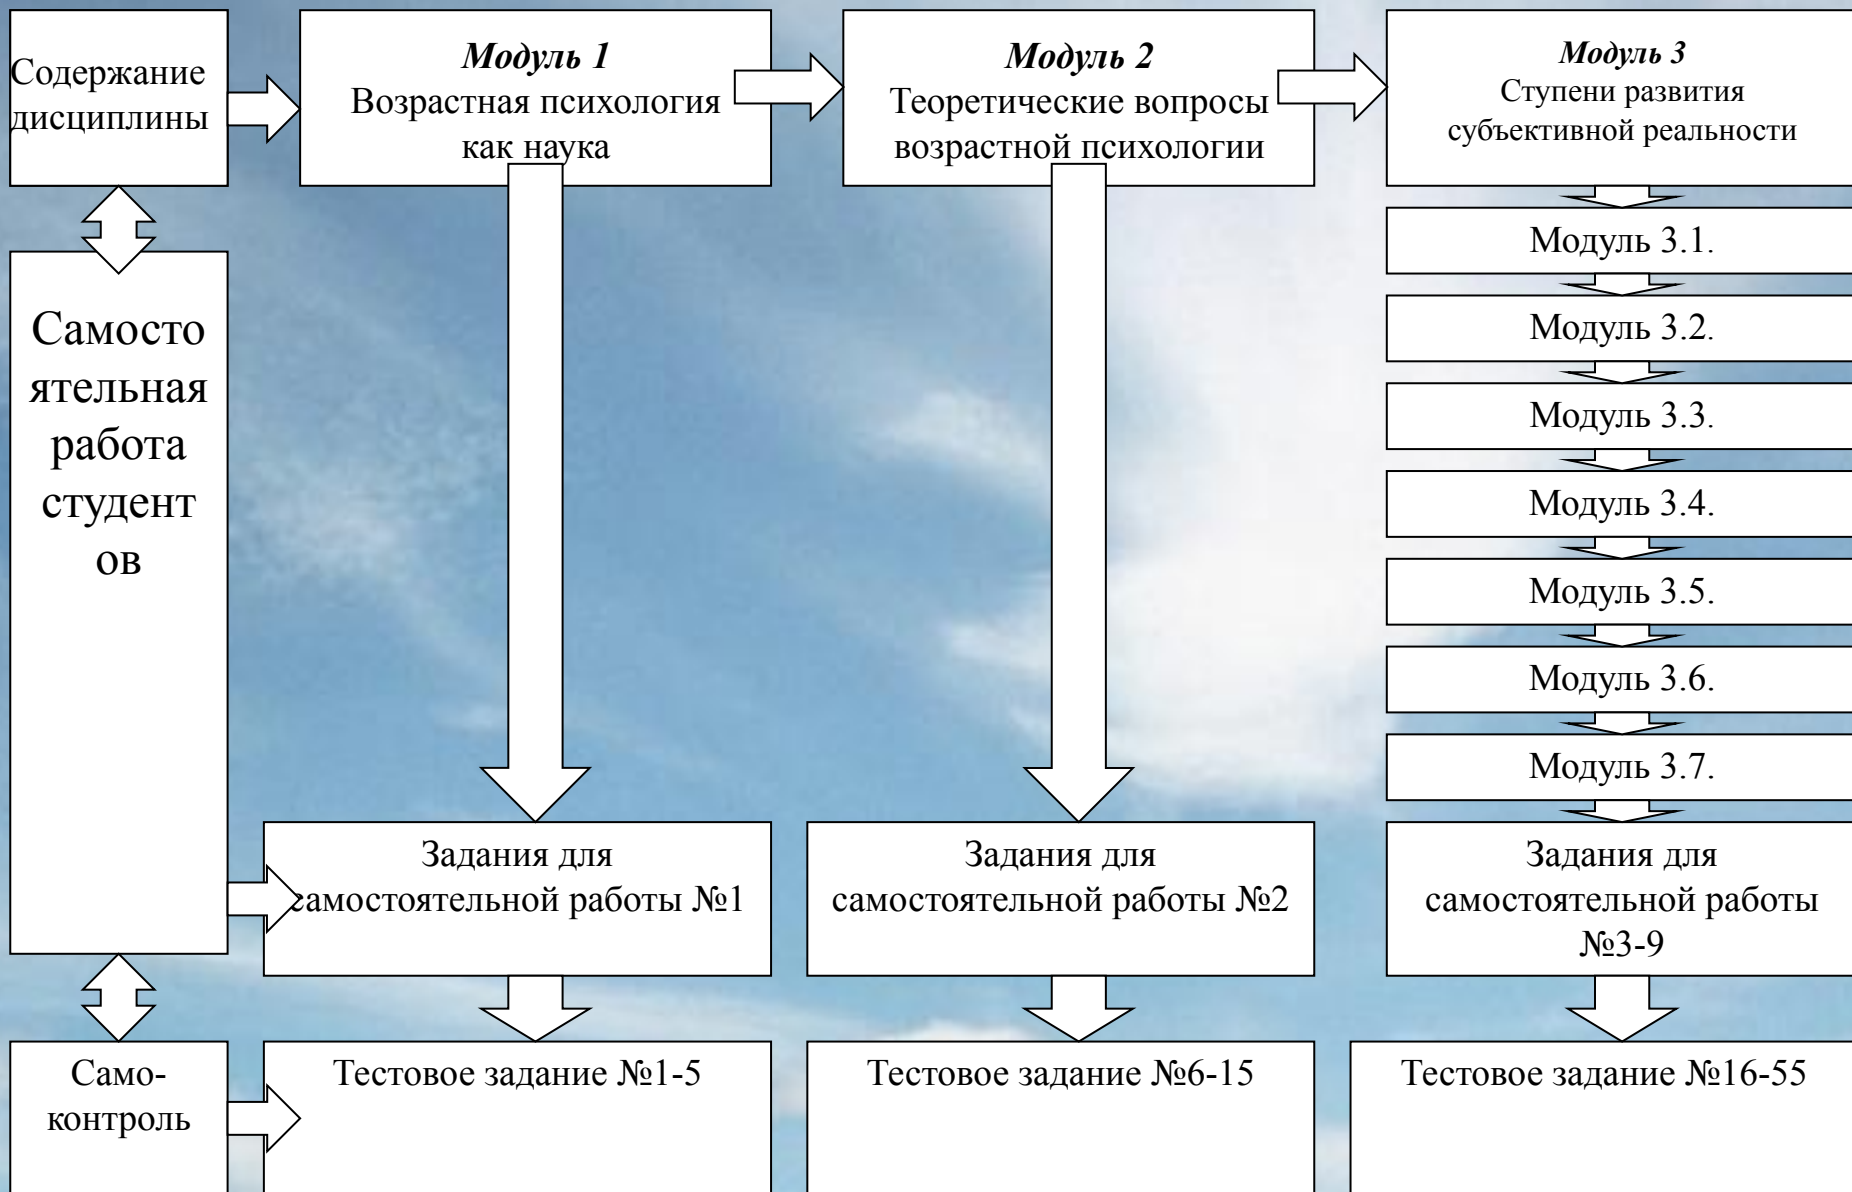 Содержание
дисциплины
Модуль 1
Возрастная психология
как наука
Модуль 2
Теоретические вопросы
возрастной психологии
Модуль 3
Ступени развития
субъективной реальности
Модуль 3.1.
Модуль 3.2.
Модуль 3.3.
Модуль 3.4.
Модуль 3.5.
Модуль 3.6.
Модуль 3.7.
Самосто
ятельная
работа
студент
ов
Задания для
самостоятельной работы №1
Задания для
самостоятельной работы №2
Задания для
самостоятельной работы
№3-9
Само-
контроль
Тестовое задание №1-5
Тестовое задание №6-15
Тестовое задание №16-55